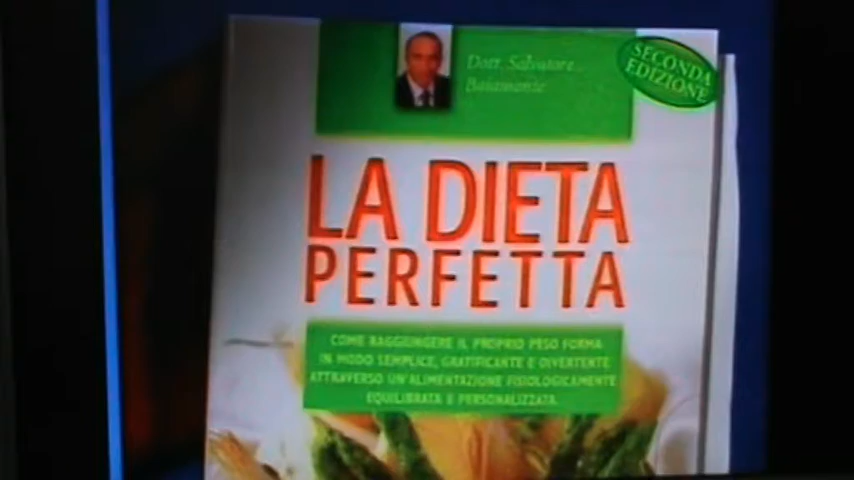 Dott. Salvatore
Baiamonte
SECONDA
EDIZIONE
LA DIETA
PERFETTA
COME RAGGIUNGERE IL PROPRIO PESO FORMA
IN MODO SEMPLICE, GRATIFICANTE E DIVERTENTE
ATTRAVERSO UN'ALIMENTAZIONE FISIOLOGICAMENTE
EQUILIBRATA E PERSONALIZZATA.